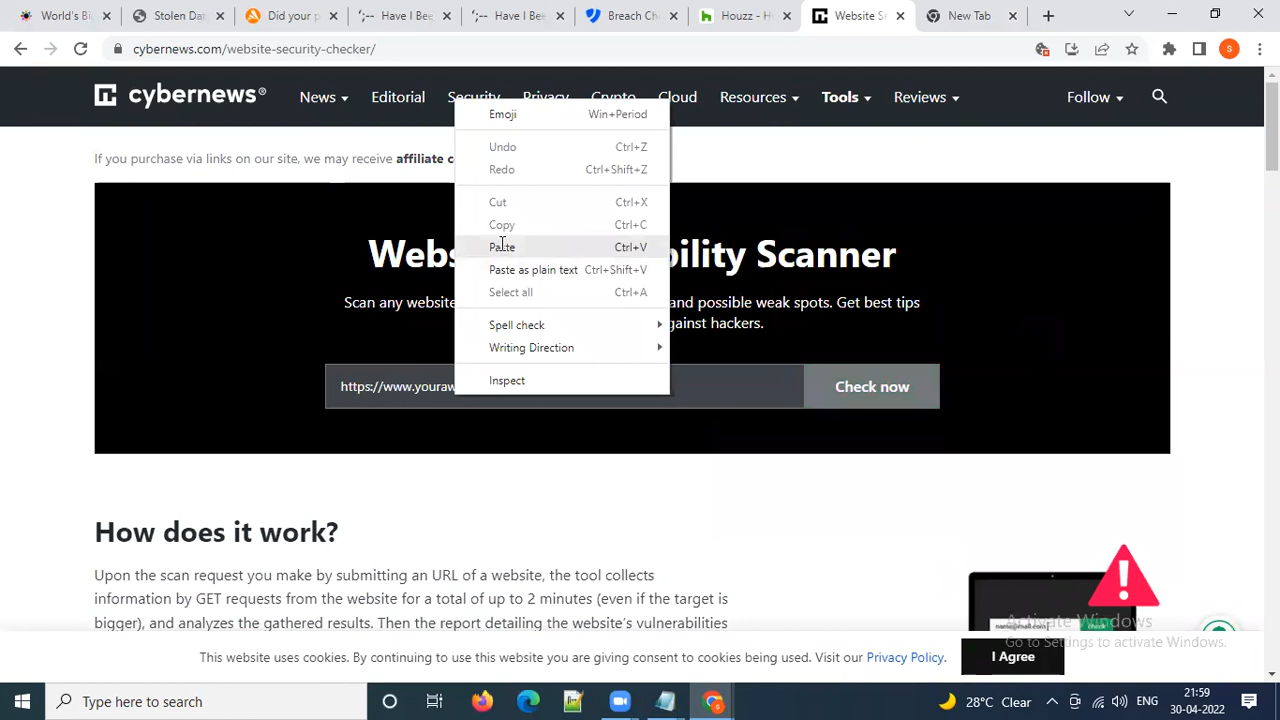 World's Bi
Stolen Dat
Did your p
Have I Bee
Have I Bee
Breach Che
Houzz - Ho
Website Se
New Tab
cybernews.com/website-security-checker/
S
cybernews®
News
Editorial
Security
Privacy
Crypto
Cloud
Resources
Tools
Reviews
Follow
If you purchase via links on our site, we may receive affiliate c
Emoji Win+Period
Undo Ctrl+Z
Redo Ctrl+Shift+Z
Cut Ctrl+X
Copy Ctrl+C
Paste Ctrl+V
Paste as plain text Ctrl+Shift+V
Select all Ctrl+A
Spell check
Writing Direction
Inspect
Webs bility Scanner
Scan any website and possible weak spots. Get best tips
gainst hackers.
https://www.youraw
Check now
How does it work?
Upon the scan request you make by submitting an URL of a website, the tool collects
information by GET requests from the website for a total of up to 2 minutes (even if the target is
bigger), and analyzes the gathered results. Then the report detailing the website's vulnerabilities
name@mail.com
check
Activate Windows
Go to Settings to activate Windows.
This website uses cookies. By continuing to use this website you are giving consent to cookies being used. Visit our Privacy Policy.
I Agree
Type here to search
28°C Clear
ENG
21:59
30-04-2022